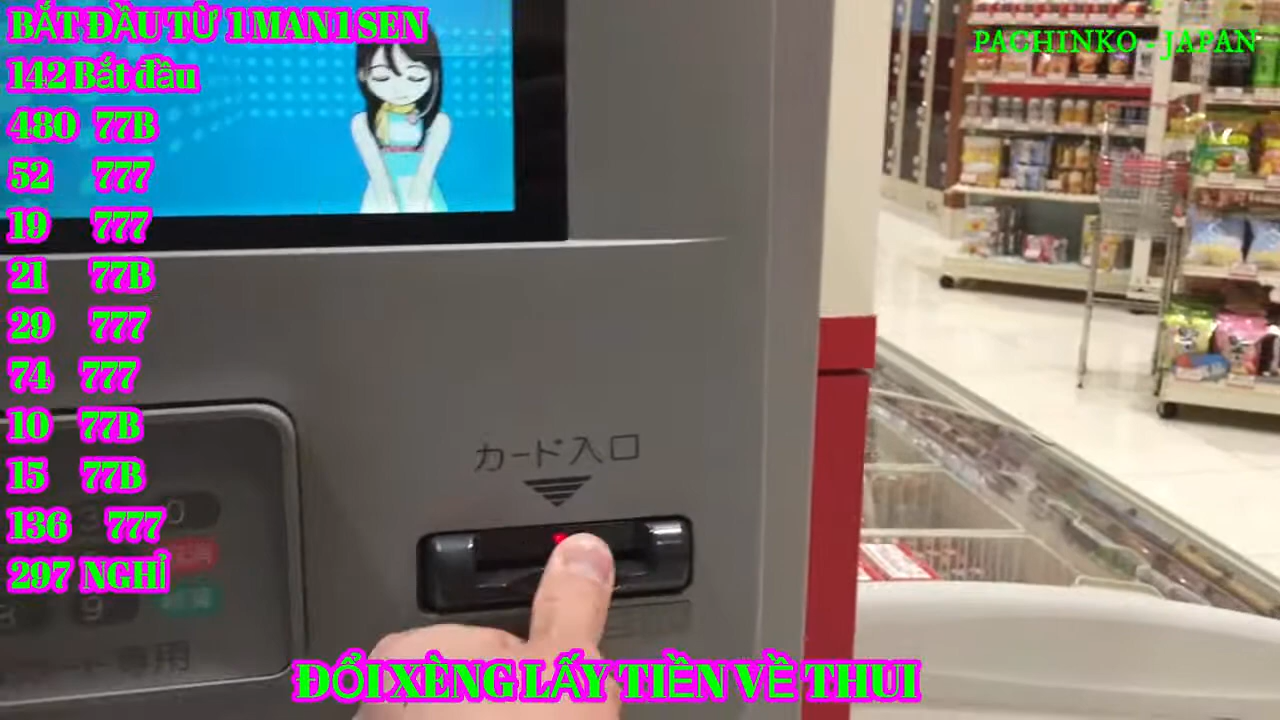 BẮT ĐẦU TỪ 1 MAN 1 SEN
PACHINKO - JAPAN
142 Bắt đầu
480 77B
52 777
19 777
21 77B
29 777
74 777
10 77B
15 77B
136 777
297 NGHỈ
カード入口
専用
ĐỔI XÈNG LẤY TIỀN VỀ THUI